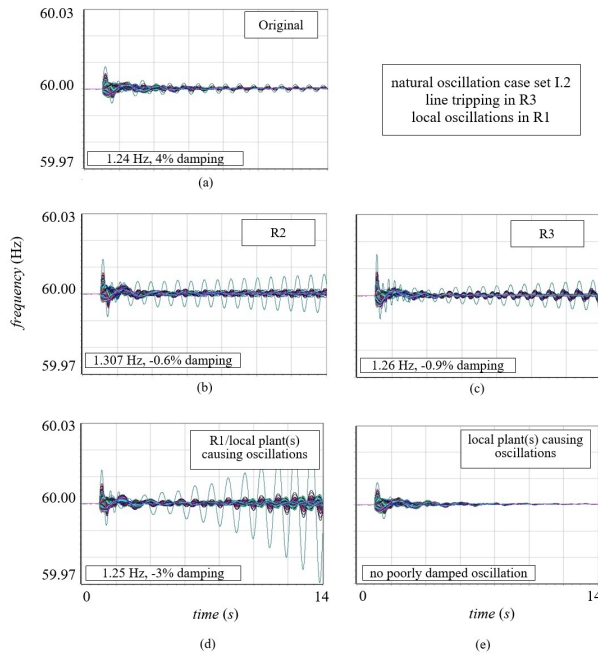 60.03
Original
60.00
59.97
1.24 Hz, 4% damping
(a)
natural oscillation case set I.2
line tripping in R3
local oscillations in R1
frequency (Hz)
60.03
R2
60.00
59.97
1.307 Hz, -0.6% damping
(b)
R3
1.26 Hz, -0.9% damping
(c)
60.03
R1/local plant(s)
causing oscillations
60.00
59.97
1.25 Hz, -3% damping
0
14
time (s)
(d)
local plant(s) causing
oscillations
no poorly damped oscillation
0
14
time (s)
(e)